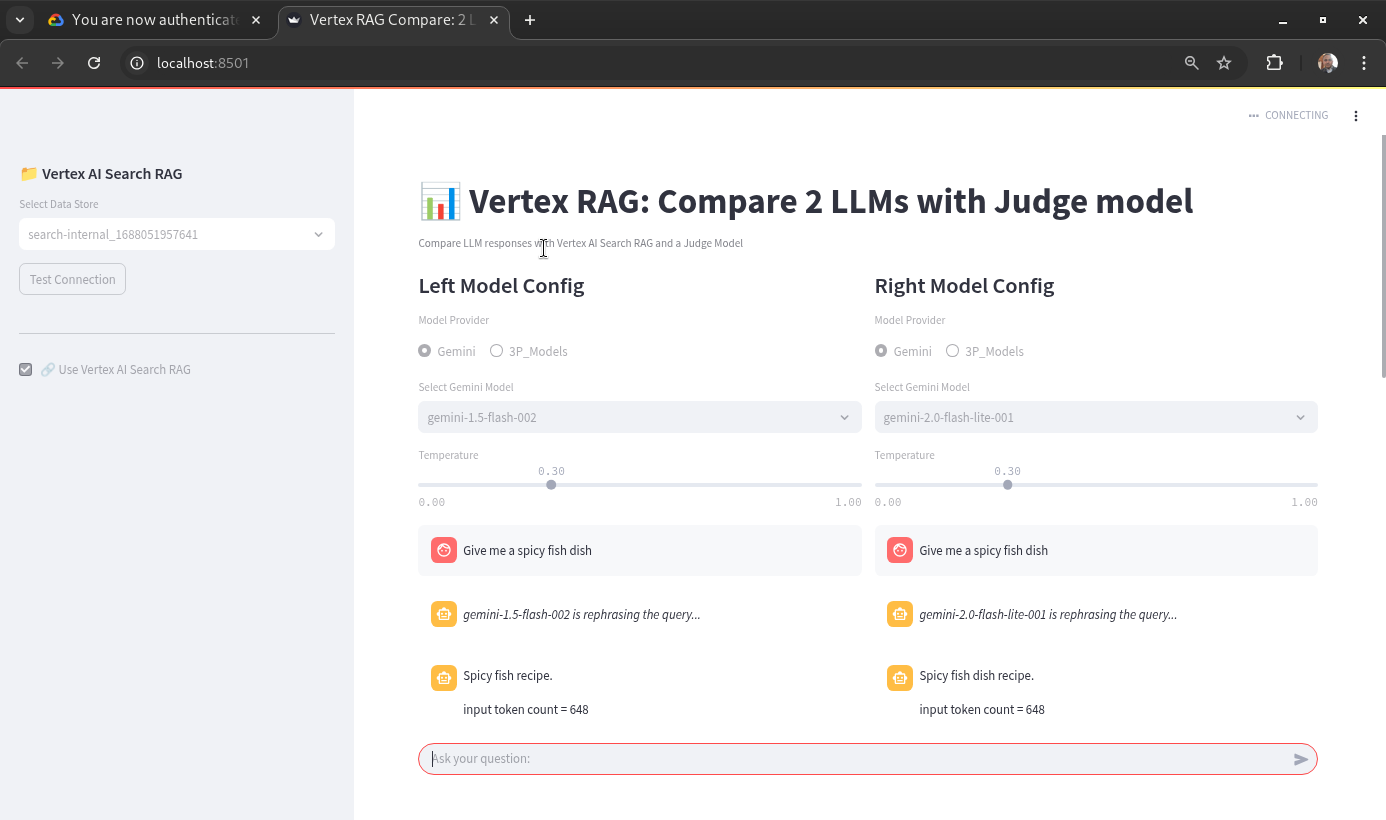 You are now authenticat
Vertex RAG Compare: 2 L
localhost:8501
CONNECTING
📁 Vertex AI Search RAG
Select Data Store
search-internal_1688051957641
Test Connection
🔗 Use Vertex AI Search RAG
📊 Vertex RAG: Compare 2 LLMs with Judge model
Compare LLM responses with Vertex AI Search RAG and a Judge Model
Left Model Config
Model Provider
Gemini 3P_Models
Select Gemini Model
gemini-1.5-flash-002
Temperature
0.30
0.00 1.00
Give me a spicy fish dish
gemini-1.5-flash-002 is rephrasing the query...
Spicy fish recipe.
input token count = 648
Right Model Config
Model Provider
Gemini 3P_Models
Select Gemini Model
gemini-2.0-flash-lite-001
Temperature
0.30
0.00 1.00
Give me a spicy fish dish
gemini-2.0-flash-lite-001 is rephrasing the query...
Spicy fish dish recipe.
input token count = 648
Ask your question: